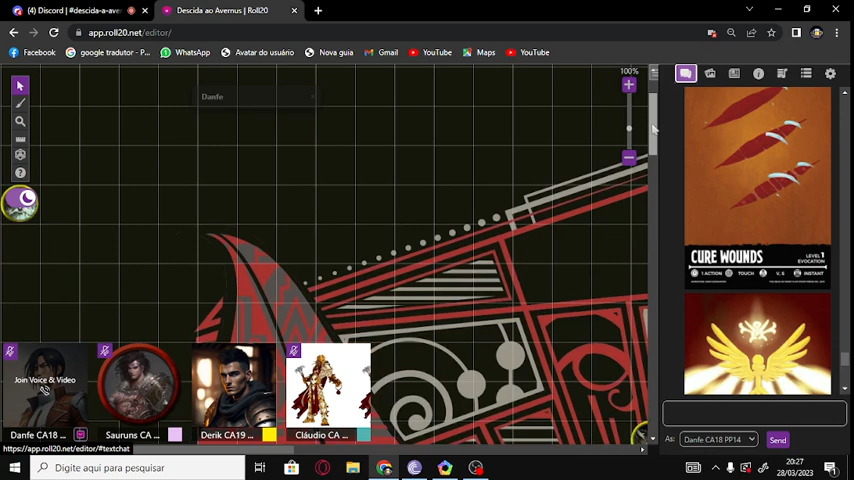 (4) Discord | #descida-a-aver
Descida ao Avernus | Roll20
app.roll20.net/editor/
Facebook
google tradutor - P...
WhatsApp
Avatar do usuário
Nova guia
Gmail
YouTube
Maps
YouTube
100%
Danfe
CURE WOUNDS
LEVEL 1
EVOCATION
1 ACTION
TOUCH
V, S
INSTANT
Join Voice & Video
Danfe CA18 ...
Sauruns CA ...
Derik CA19 ...
Cláudio CA ...
https://app.roll20.net/editor/#textchat
As:
Danfe CA18 PP14
Send
Digite aqui para pesquisar
20:27
28/03/2023
1